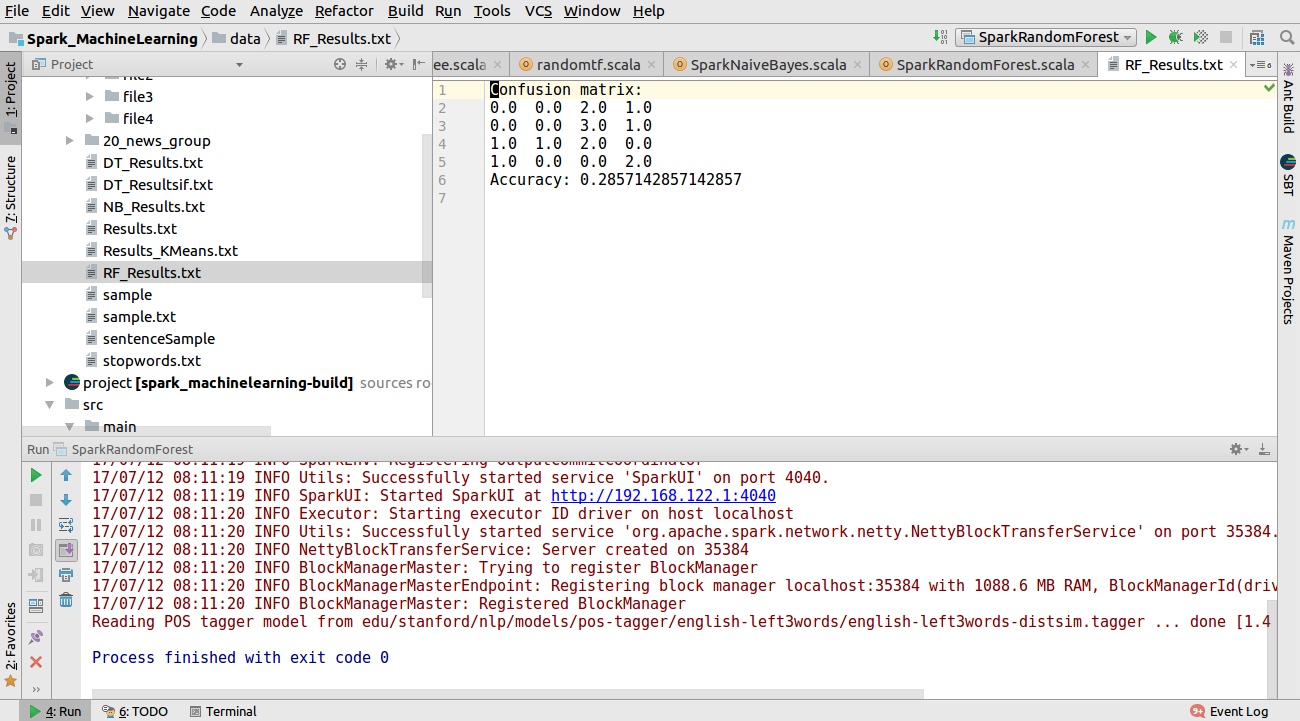 File Edit View Navigate Code Analyze Refactor Build Run Tools VCS Window Help
Spark_MachineLearning data RF_Results.txt SparkRandomForest
Project ee.scala randomtf.scala SparkNaiveBayes.scala SparkRandomForest.scala RF_Results.txt
1: Project
7: Structure
2: Favorites
file2
file3
file4
20_news_group
DT_Results.txt
DT_Resultsif.txt
NB_Results.txt
Results.txt
Results_KMeans.txt
RF_Results.txt
sample
sample.txt
sentenceSample
stopwords.txt
project [spark_machinelearning-build] sources ro
src
main
1 Confusion matrix:
2 0.0 0.0 2.0 1.0
3 0.0 0.0 3.0 1.0
4 1.0 1.0 2.0 0.0
5 1.0 0.0 0.0 2.0
6 Accuracy: 0.2857142857142857
7
Ant Build
SBT
Maven Projects
Run SparkRandomForest
17/07/12 08:11:19 INFO SparkEnv: Registering OutputCommitCoordinator
17/07/12 08:11:19 INFO Utils: Successfully started service 'SparkUI' on port 4040.
17/07/12 08:11:19 INFO SparkUI: Started SparkUI at http://192.168.122.1:4040
17/07/12 08:11:20 INFO Executor: Starting executor ID driver on host localhost
17/07/12 08:11:20 INFO Utils: Successfully started service 'org.apache.spark.network.netty.NettyBlockTransferService' on port 35384.
17/07/12 08:11:20 INFO NettyBlockTransferService: Server created on 35384
17/07/12 08:11:20 INFO BlockManagerMaster: Trying to register BlockManager
17/07/12 08:11:20 INFO BlockManagerMasterEndpoint: Registering block manager localhost:35384 with 1088.6 MB RAM, BlockManagerId(driv
17/07/12 08:11:20 INFO BlockManagerMaster: Registered BlockManager
Reading POS tagger model from edu/stanford/nlp/models/pos-tagger/english-left3words/english-left3words-distsim.tagger ... done [1.4
Process finished with exit code 0
4: Run 6: TODO Terminal 9+ Event Log